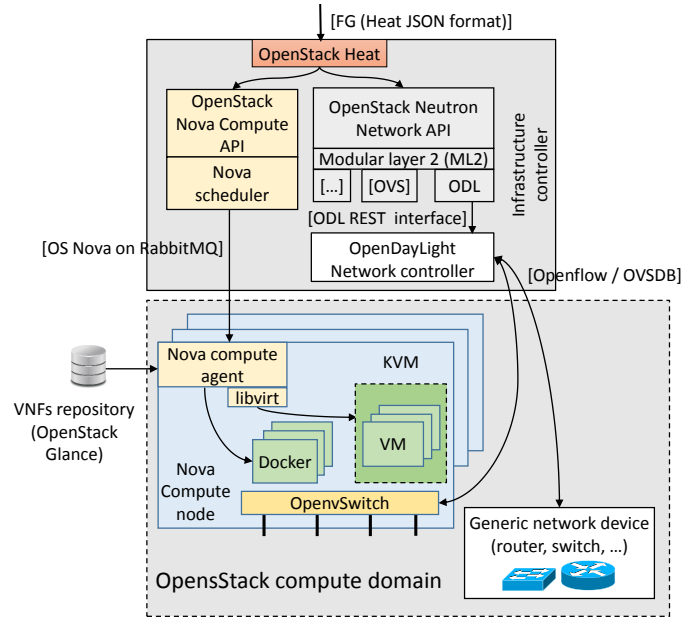 [FG (Heat JSON format)]
OpenStack Heat
OpenStack
Nova Compute
API
Nova
scheduler
OpenStack Neutron
Network API
Modular layer 2 (ML2)
[...]
[OVS]
ODL
Infrastructure
controller
[ODL REST interface]
[OS Nova on RabbitMQ]
OpenDayLight
Network controller
[Openflow / OVSDB]
Nova compute
agent
KVM
libvirt
VNFs repository
(OpenStack
Glance)
VM
Docker
Nova
Compute
node
OpenvSwitch
Generic network device
(router, switch, ...)
OpensStack compute domain